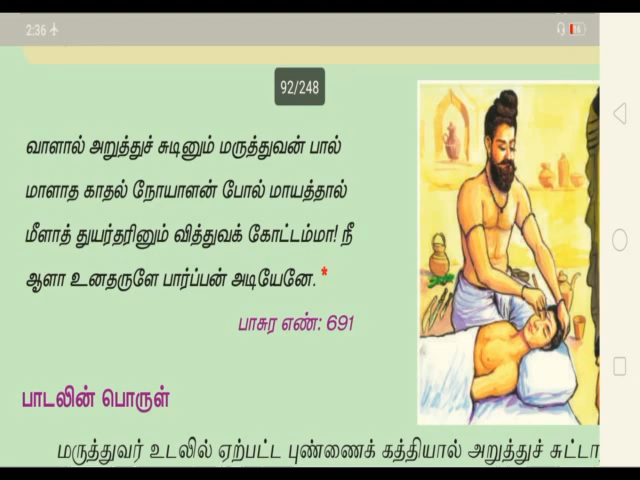 2:36
16
92/248
வாளால் அறுத்துச் சுடினும் மருத்துவன் பால்
மாளாத காதல் நோயாளன் போல் மாயத்தால்
மீளாத் துயர்தரினும் வித்துவக் கோட்டம்மா! நீ
ஆளா உனதருளே பார்ப்பன் அடியேனே. *
பாசுர எண்: 691
பாடலின் பொருள்
மருத்துவர் உடலில் ஏற்பட்ட புண்ணைக் கத்தியால் அறுத்துச் சுட்டா